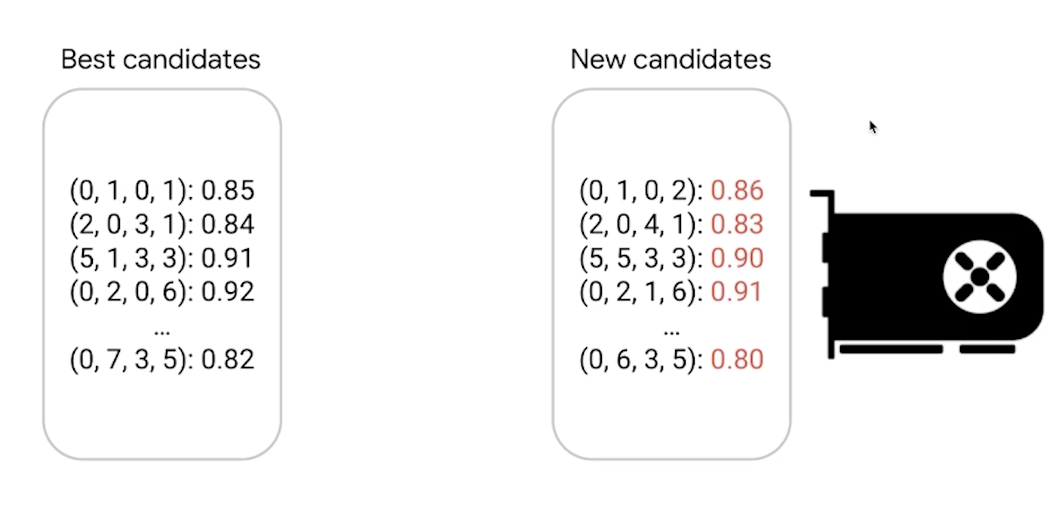 Best candidates
(0, 1, 0, 1): 0.85
(2, 0, 3, 1): 0.84
(5, 1, 3, 3): 0.91
(0, 2, 0, 6): 0.92
...
(0, 7, 3, 5): 0.82
New candidates
(0, 1, 0, 2): 0.86
(2, 0, 4, 1): 0.83
(5, 5, 3, 3): 0.90
(0, 2, 1, 6): 0.91
...
(0, 6, 3, 5): 0.80